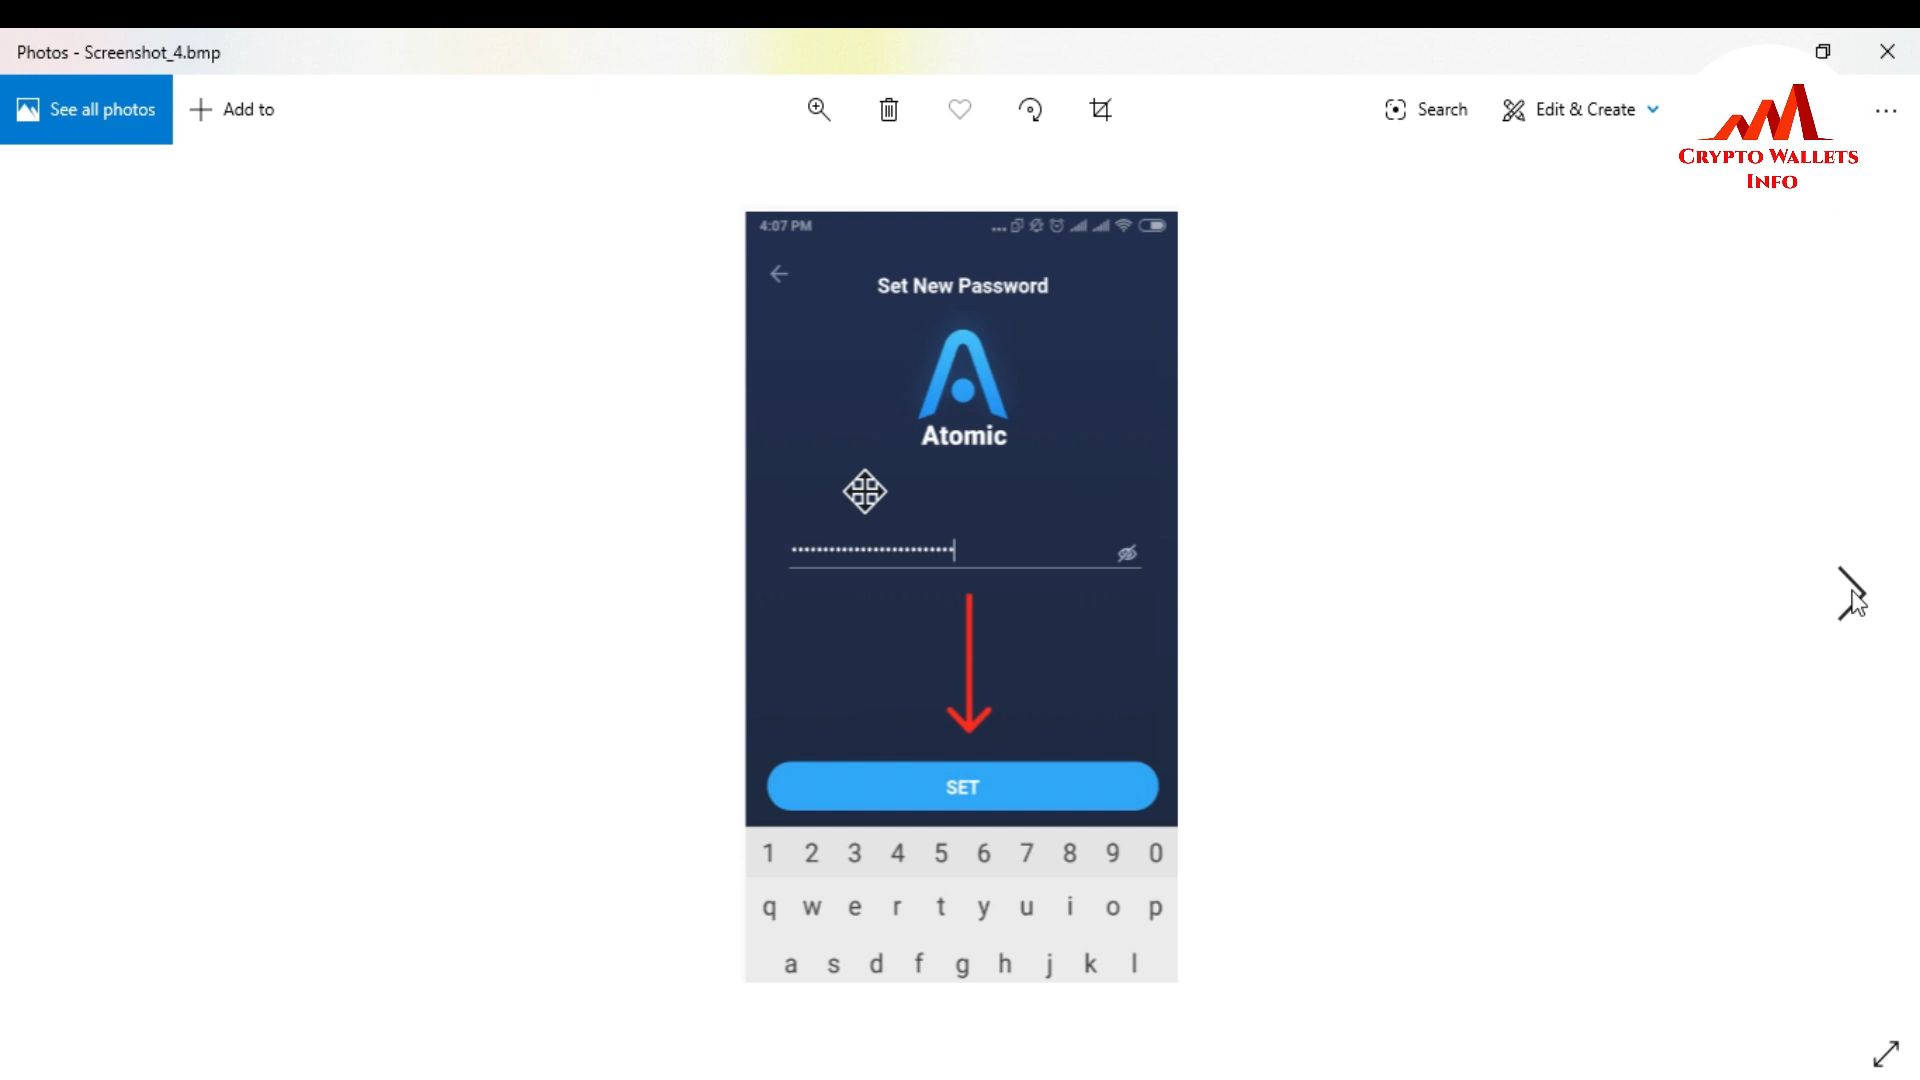 Photos - Screenshot_4.bmp
See all photos
Add to
Search
Edit & Create
CRYPTO WALLETS
INFO
4:07 PM
Set New Password
Atomic
SET
1 2 3 4 5 6 7 8 9 0
q w e r t y u i o p
a s d f g h j k l